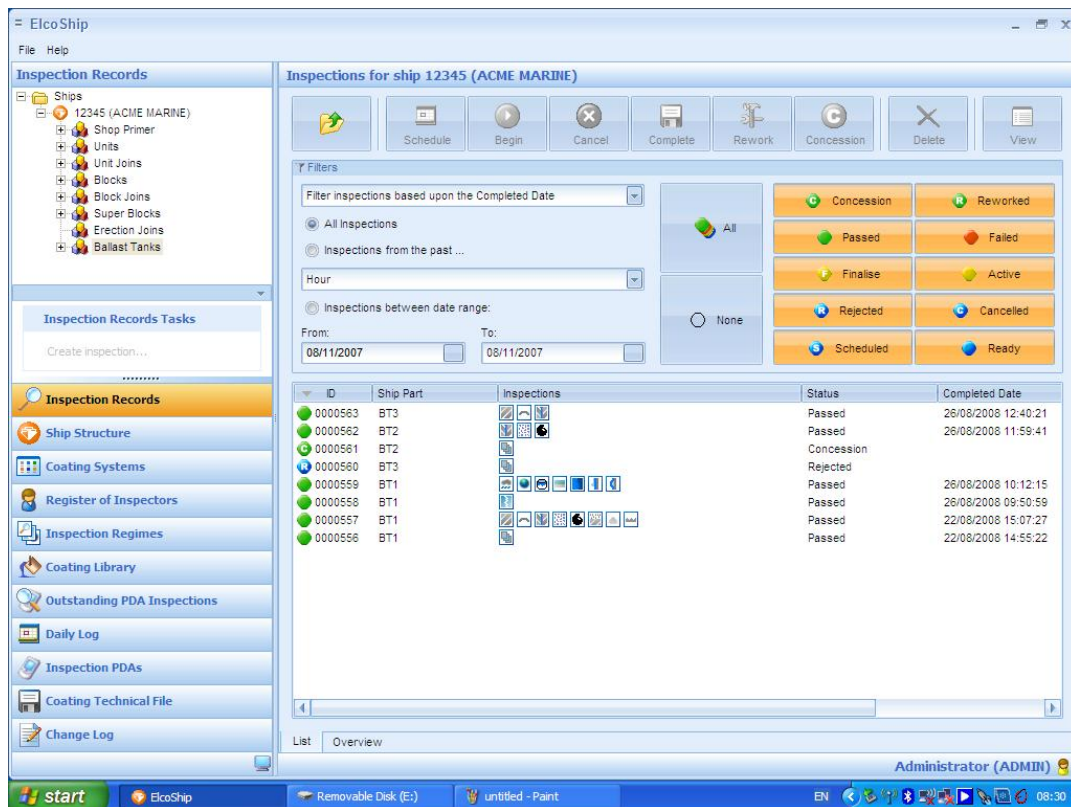 ElcoShip
File Help
Inspection Records
Ships
12345 (ACME MARINE)
Shop Primer
Units
Unit Joins
Blocks
Block Joins
Super Blocks
Erection Joins
Ballast Tanks
Inspection Records Tasks
Create inspection...
Inspection Records
Ship Structure
Coating Systems
Register of Inspectors
Inspection Regimes
Coating Library
Outstanding PDA Inspections
Daily Log
Inspection PDAs
Coating Technical File
Change Log
Inspections for ship 12345 (ACME MARINE)
Schedule Begin Cancel Complete Rework Concession Delete View
Filters
Filter inspections based upon the Completed Date
All Inspections
Inspections from the past ...
Hour
Inspections between date range:
From: To:
08/11/2007 08/11/2007
All
None
C Concession R Reworked
Passed Failed
F Finalise Active
R Rejected C Cancelled
S Scheduled Ready
ID Ship Part Inspections Status Completed Date
0000563 BT3 Passed 26/08/2008 12:40:21
0000562 BT2 Passed 26/08/2008 11:59:41
C 0000561 BT2 Concession
R 0000560 BT3 Rejected
0000559 BT1 Passed 26/08/2008 10:12:15
0000558 BT1 Passed 26/08/2008 09:50:59
0000557 BT1 Passed 22/08/2008 15:07:27
0000556 BT1 Passed 22/08/2008 14:55:22
List Overview
Administrator (ADMIN)
start ElcoShip Removable Disk (E:) untitled - Paint EN 08:30